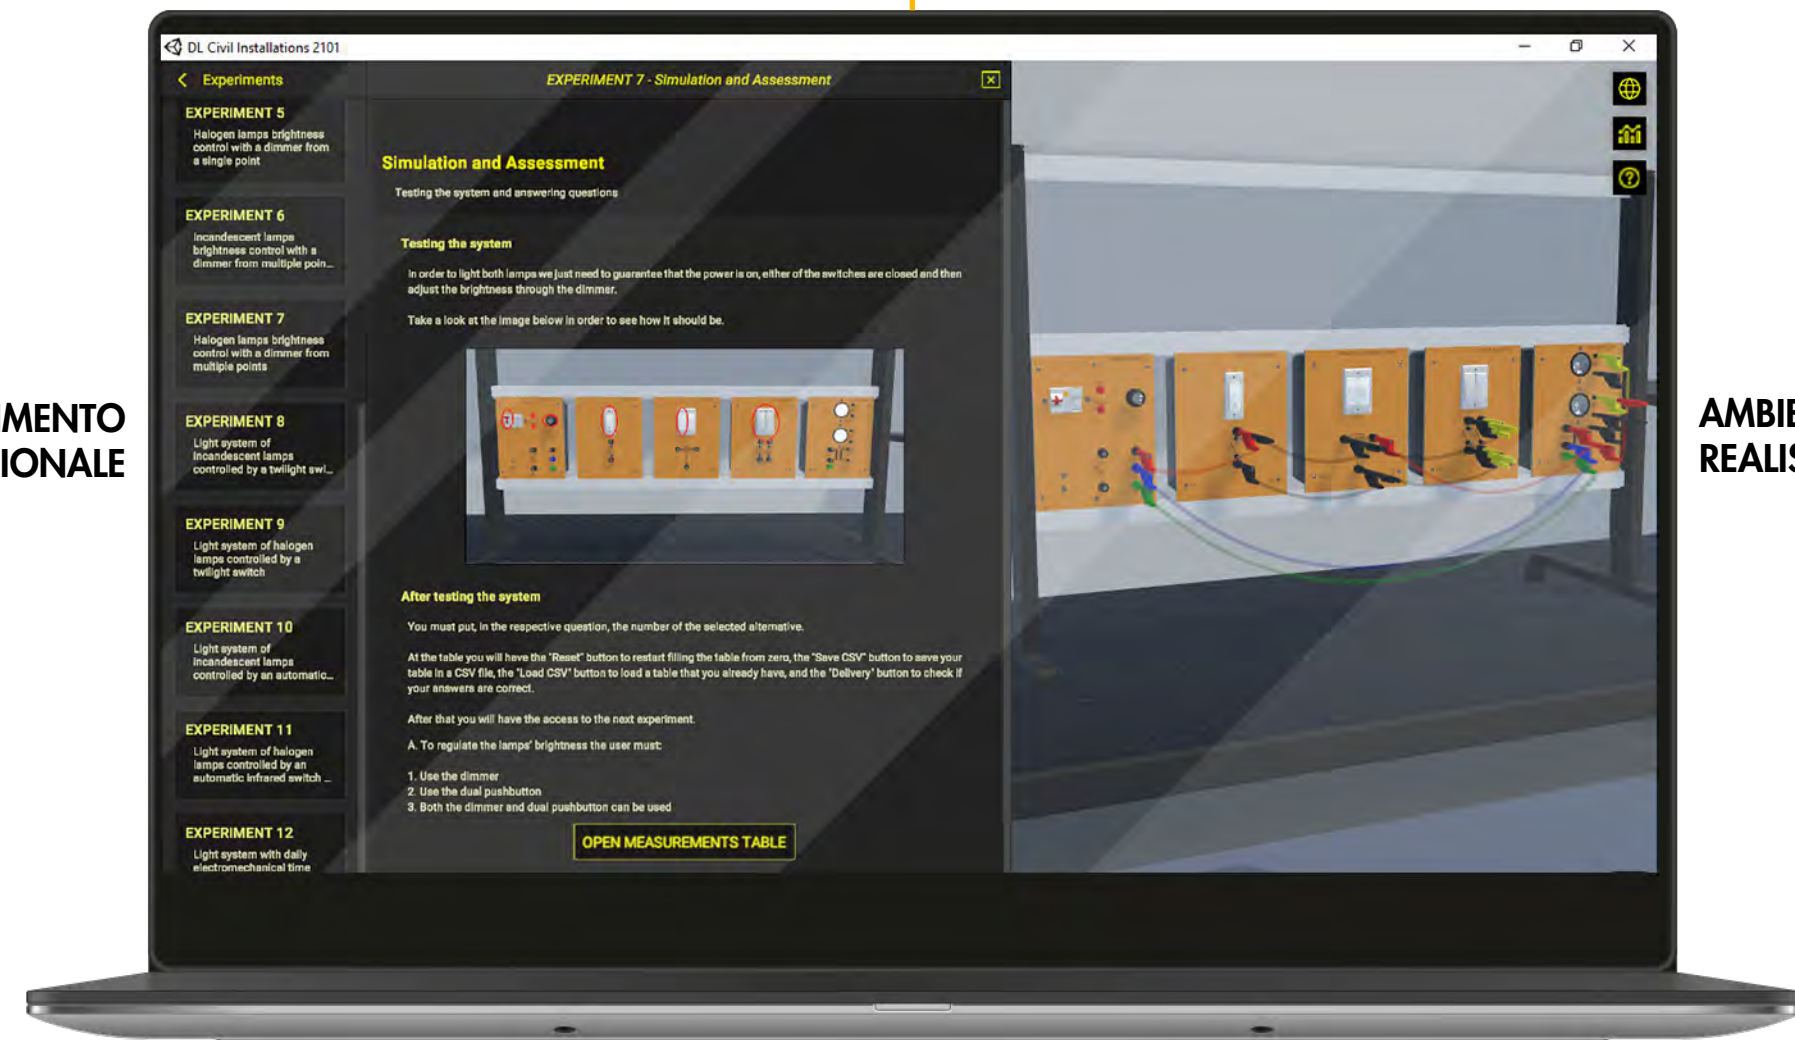 DL Civil Installations 2101
Experiments
EXPERIMENT 7 - Simulation and Assessment
EXPERIMENT 5
Halogen lamps brightness
control with a dimmer from
a single point
EXPERIMENT 6
Incandescent lamps
brightness control with a
dimmer from multiple poin...
EXPERIMENT 7
Halogen lamps brightness
control with a dimmer from
multiple points
EXPERIMENT 8
Light system of
incandescent lamps
controlled by a twilight swi...
EXPERIMENT 9
Light system of halogen
lamps controlled by a
twilight switch
EXPERIMENT 10
Light system of
incandescent lamps
controlled by an automatic...
EXPERIMENT 11
Light system of halogen
lamps controlled by an
automatic infrared switch ...
EXPERIMENT 12
Light system with daily
electromechanical time
Simulation and Assessment
Testing the system and answering questions
Testing the system
In order to light both lamps we just need to guarantee that the power is on, either of the switches are closed and then
adjust the brightness through the dimmer.
Take a look at the image below in order to see how it should be.
After testing the system
You must put, in the respective question, the number of the selected alternative.
At the table you will have the "Reset" button to restart filling the table from zero, the "Save CSV" button to save your
table in a CSV file, the "Load CSV" button to load a table that you already have, and the "Delivery" button to check if
your answers are correct.
After that you will have the access to the next experiment.
A. To regulate the lamps' brightness the user must:
1. Use the dimmer
2. Use the dual pushbutton
3. Both the dimmer and dual pushbutton can be used
OPEN MEASUREMENTS TABLE
IMENTO
IONALE
AMBIE
REALIS